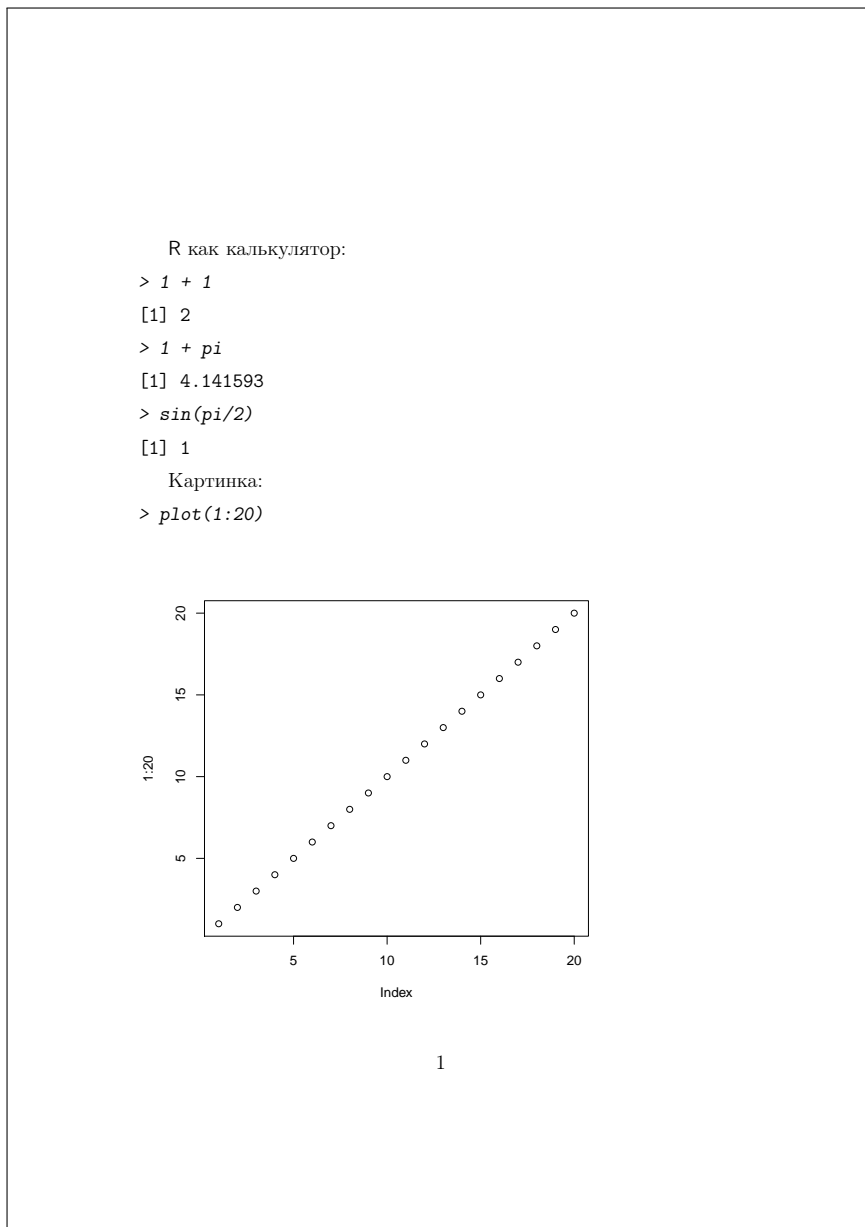 R как калькулятор:
> 1 + 1
[1] 2
> 1 + pi
[1] 4.141593
> sin(pi/2)
[1] 1
Картинка:
> plot(1:20)
20
15
10
5
1:20
5 10 15 20
Index
1